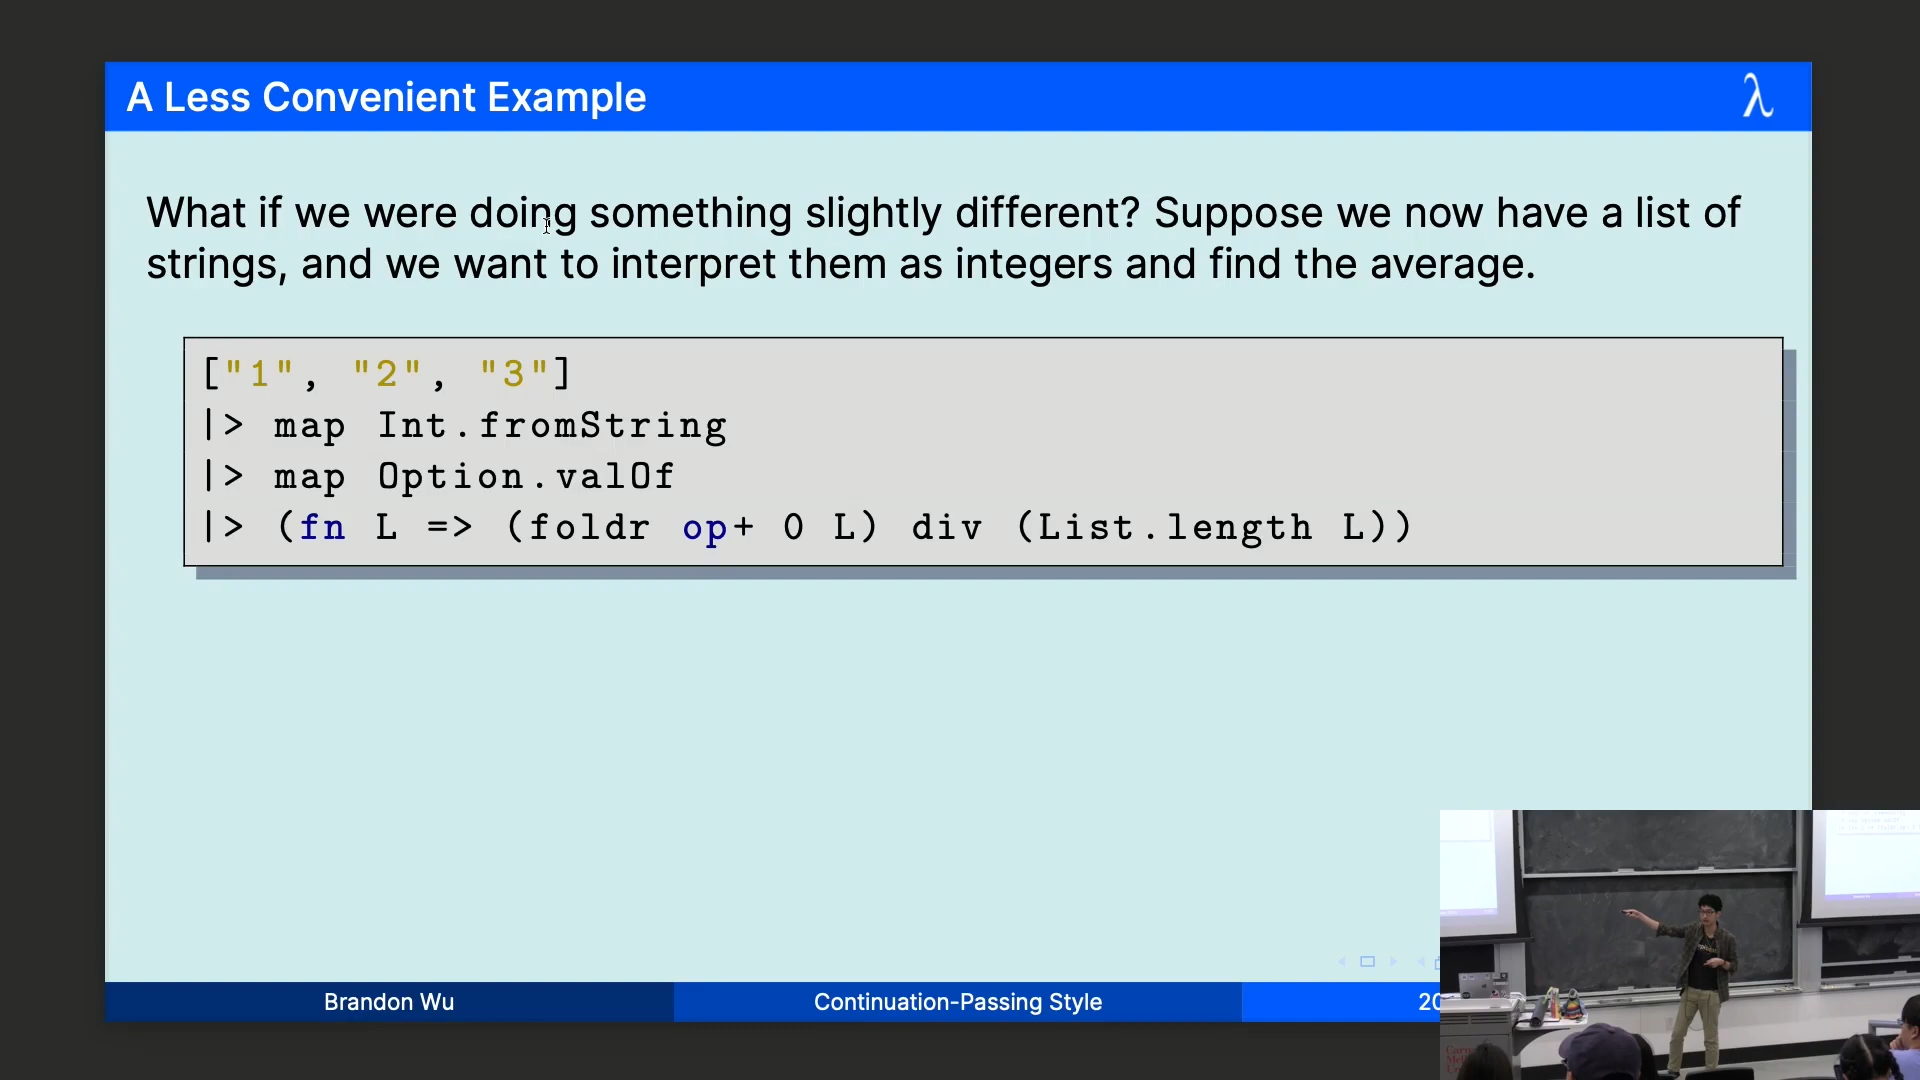 A Less Convenient Example
λ
What if we were doing something slightly different? Suppose we now have a list of
strings, and we want to interpret them as integers and find the average.
["1", "2", "3"]
|> map Int.fromString
|> map Option.valOf
|> (fn L => (foldr op+ 0 L) div (List.length L))
Brandon Wu
Continuation-Passing Style